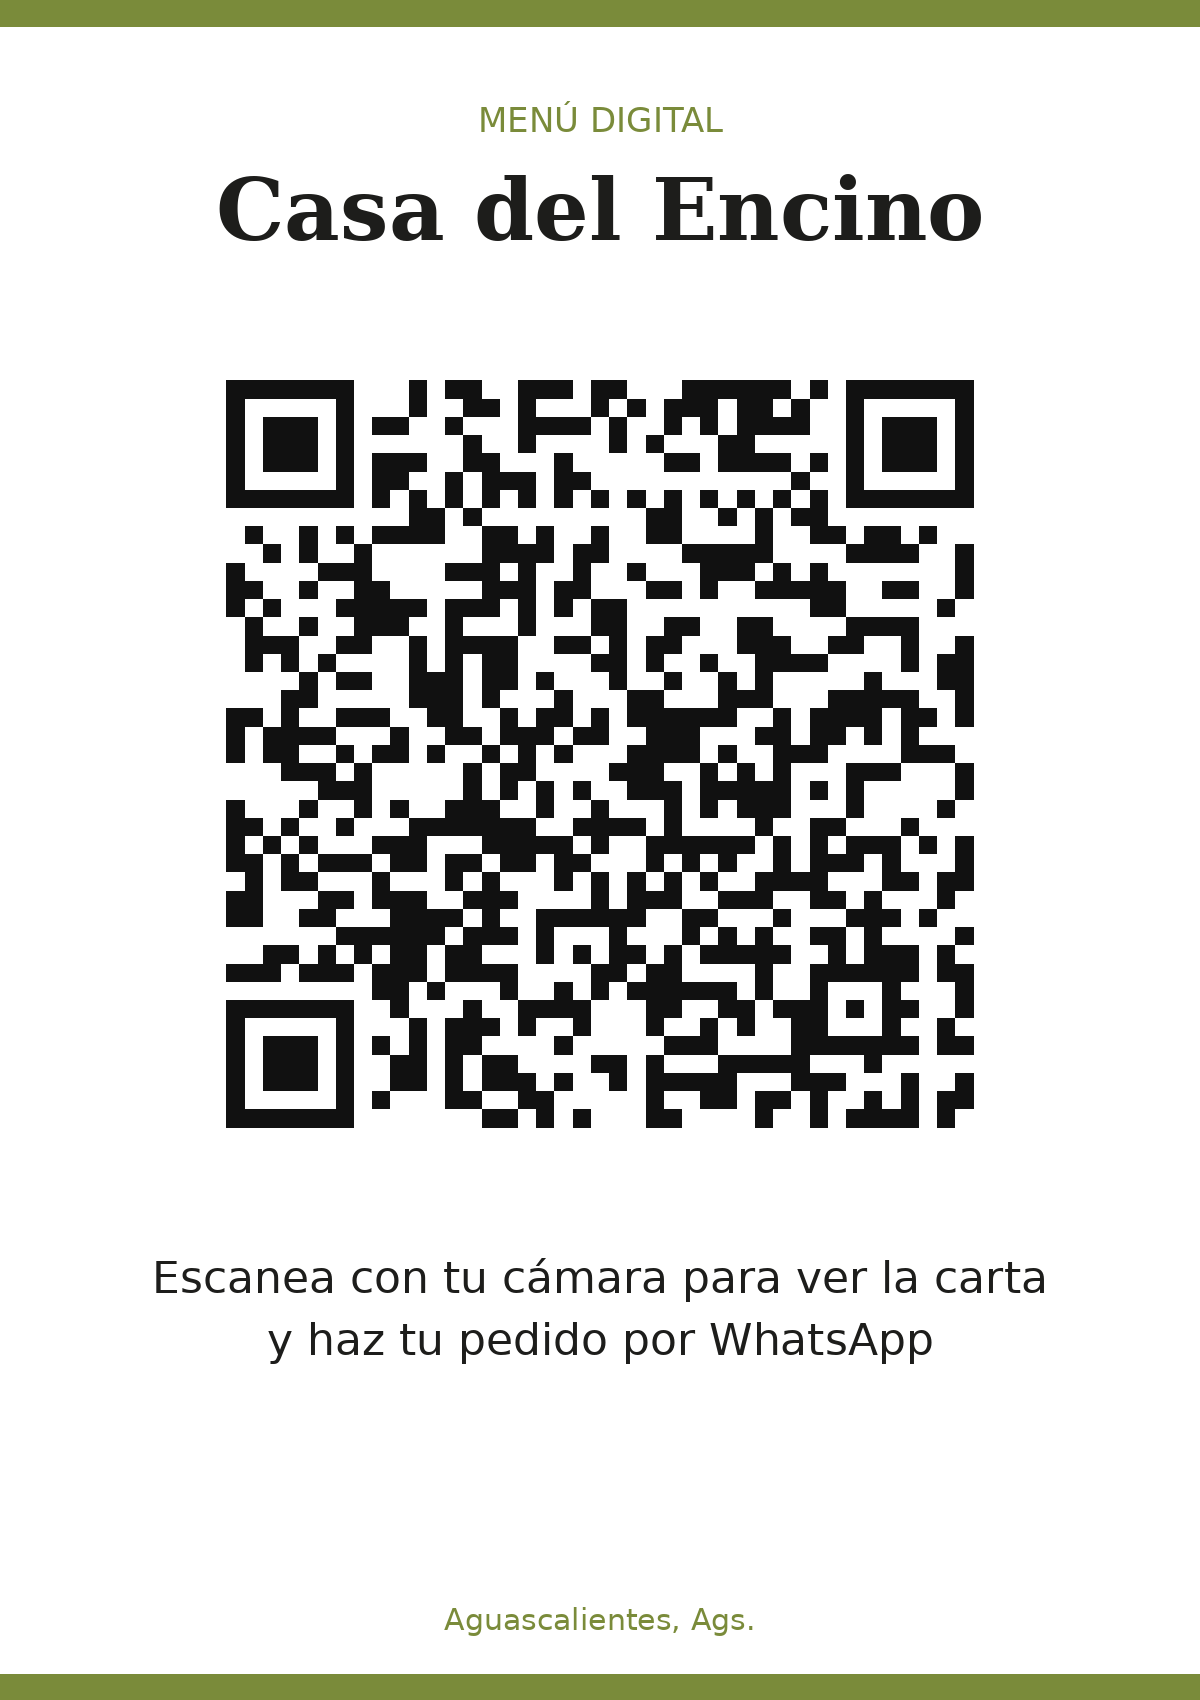 MENÚ DIGITAL
Casa del Encino
Escanea con tu cámara para ver la carta
y haz tu pedido por WhatsApp
Aguascalientes, Ags.